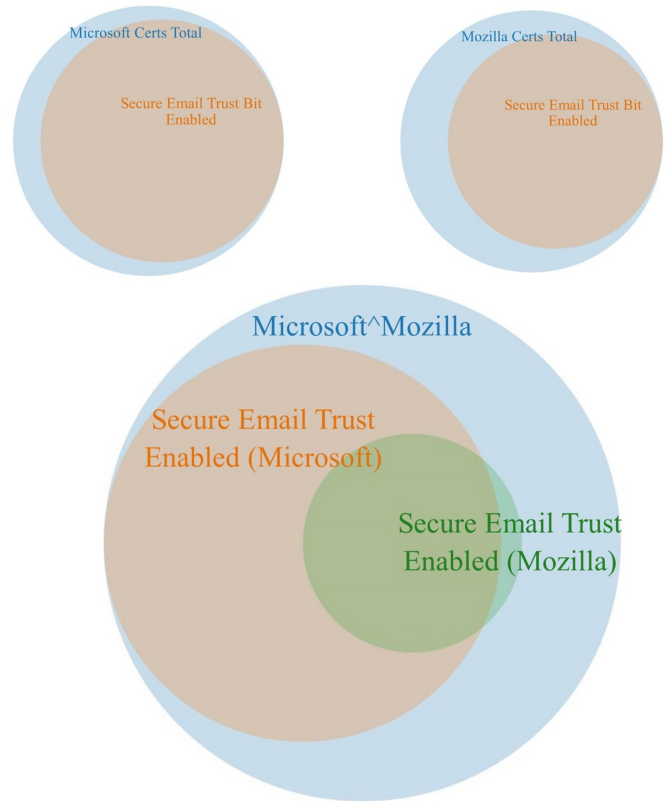 Microsoft Certs Total
Secure Email Trust Bit
Enabled
Mozilla Certs Total
Secure Email Trust Bit
Enabled
Microsoft^Mozilla
Secure Email Trust
Enabled (Microsoft)
Secure Email Trust
Enabled (Mozilla)